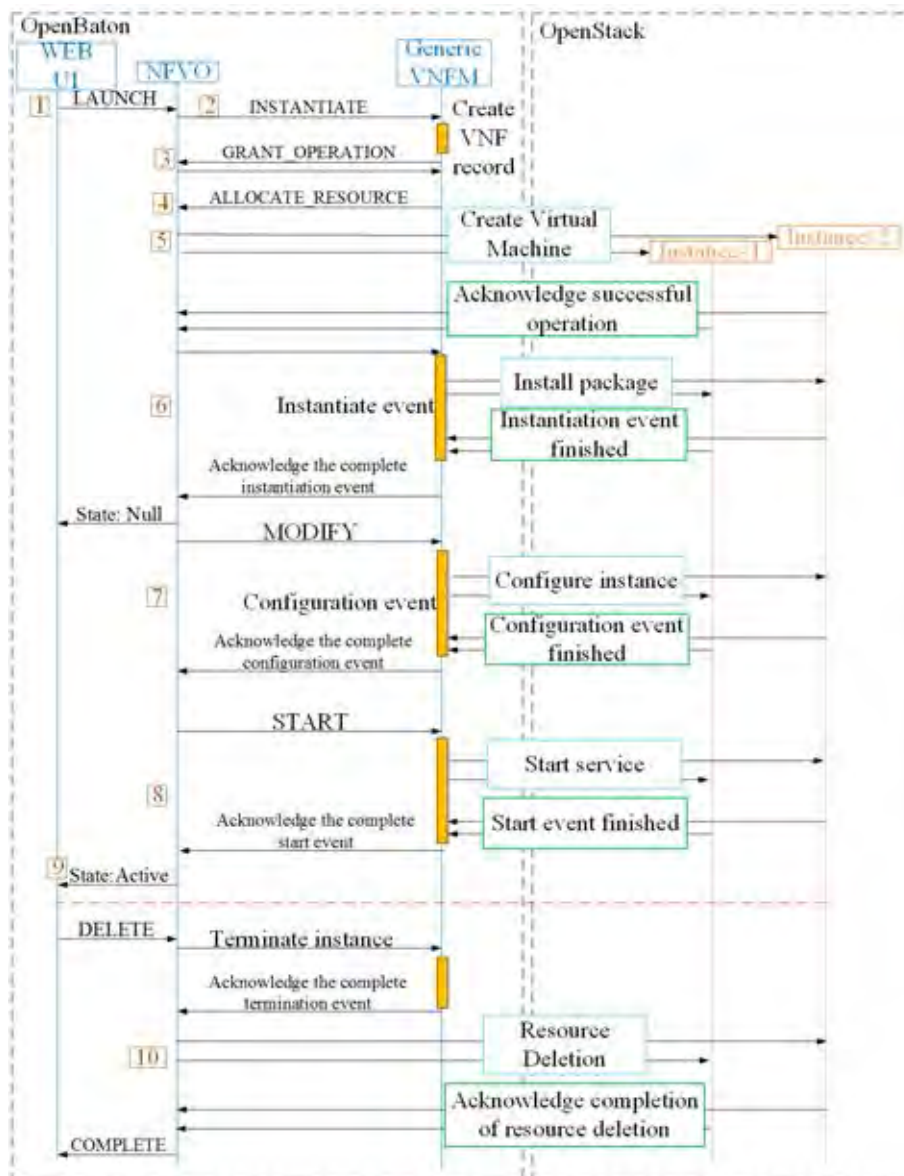 OpenBaton
OpenStack
WEB
UI
NFVO
Generic
VNFM
1
LAUNCH
2
INSTANTIATE
Create
VNF
record
3
GRANT_OPERATION
4
ALLOCATE_RESOURCE
5
Create Virtual
Machine
Instance-1
Instance-2
Acknowledge successful
operation
6
Instantiate event
Install package
Instantiation event
finished
Acknowledge the complete
instantiation event
State: Null
MODIFY
7
Configuration event
Configure instance
Configuration event
finished
Acknowledge the complete
configuration event
START
8
Start service
Start event finished
Acknowledge the complete
start event
9
State:Active
DELETE
Terminate instance
Acknowledge the complete
termination event
10
Resource
Deletion
Acknowledge completion
of resource deletion
COMPLETE